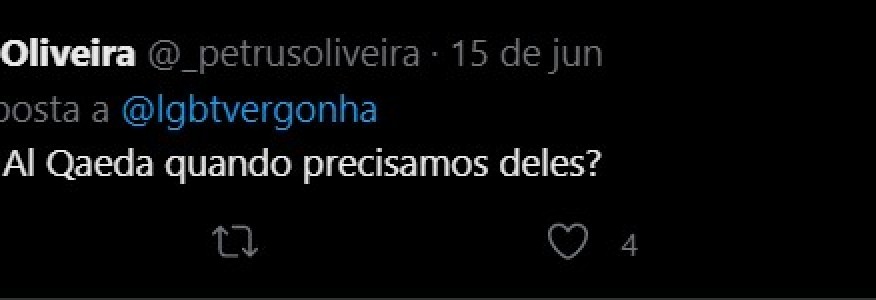 Oliveira @_petrusoliveira · 15 de jun
posta a @lgbtvergonha
Al Qaeda quando precisamos deles?
4